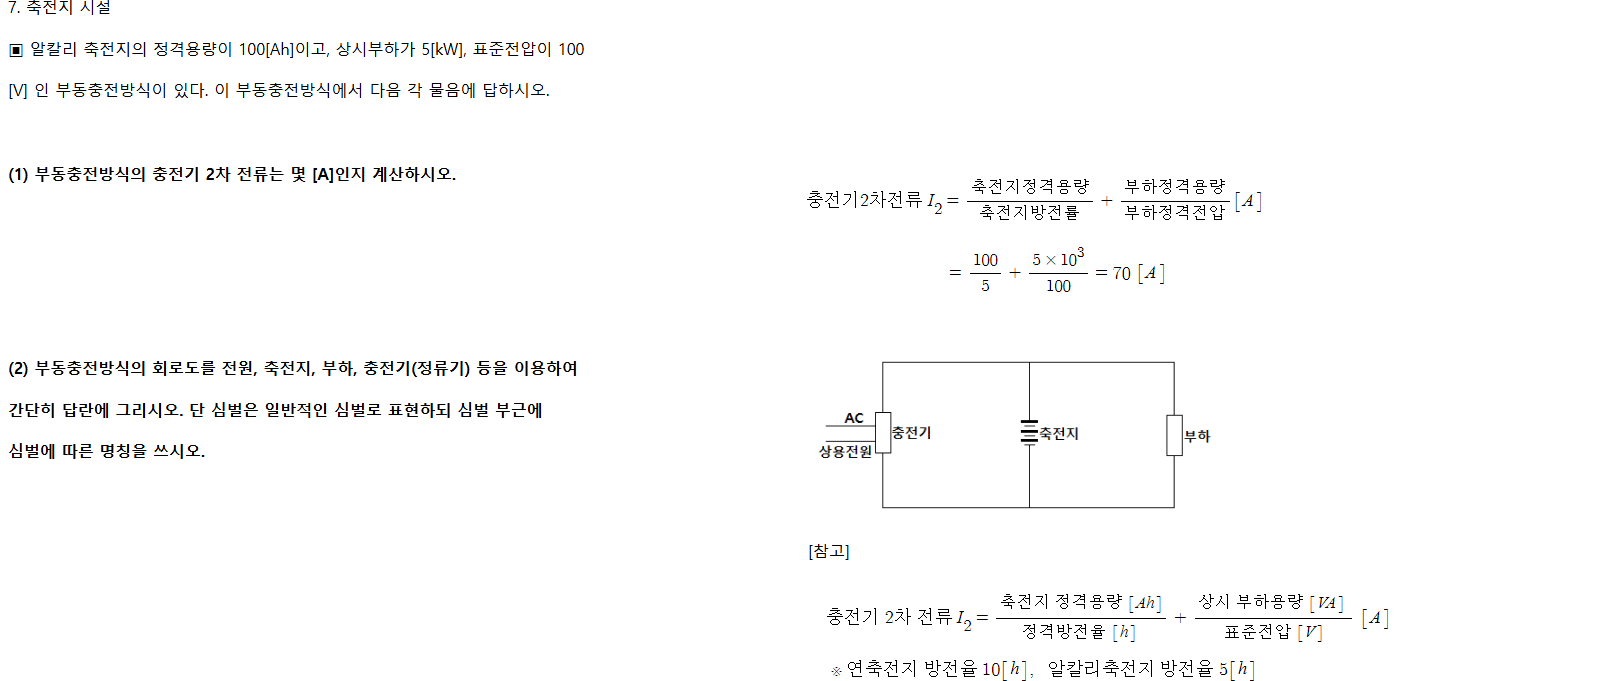 7. 축전지 시설
▣ 알칼리 축전지의 정격용량이 100[Ah]이고, 상시부하가 5[kW], 표준전압이 100
[V] 인 부동충전방식이 있다. 이 부동충전방식에서 다음 각 물음에 답하시오.
(1) 부동충전방식의 충전기 2차 전류는 몇 [A]인지 계산하시오.
충전기2차전류 I₂ = 축전지정격용량/축전지방전률 + 부하정격용량/부하정격전압 [A]
= 100/5 + 5×10³/100 = 70 [A]
(2) 부동충전방식의 회로도를 전원, 축전지, 부하, 충전기(정류기) 등을 이용하여
간단히 답란에 그리시오. 단 심벌은 일반적인 심벌로 표현하되 심벌 부근에
심벌에 따른 명칭을 쓰시오.
AC
상용전원
충전기
축전지
부하
[참고]
충전기 2차 전류 I₂ = 축전지 정격용량 [Ah]/정격방전율 [h] + 상시 부하용량 [VA]/표준전압 [V] [A]
※ 연축전지 방전율 10[h], 알칼리축전지 방전율 5[h]